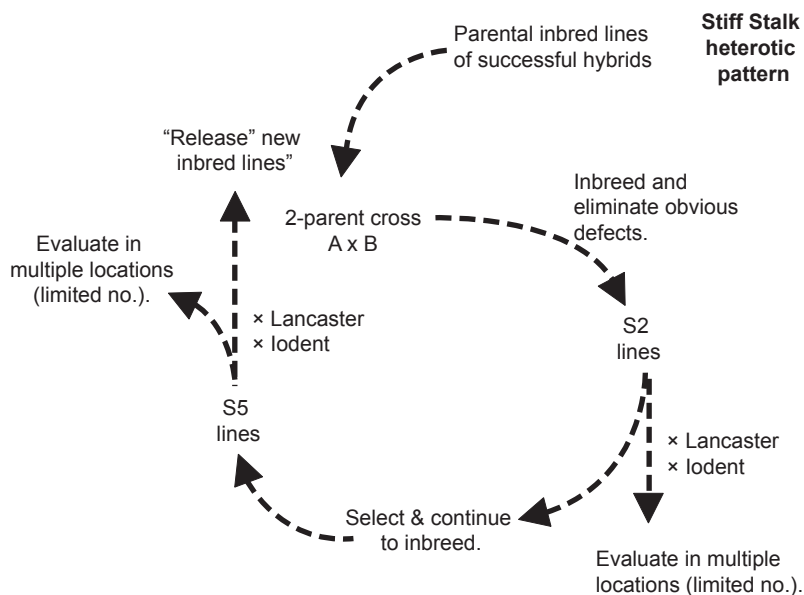 Parental inbred lines
of successful hybrids
Stiff Stalk
heterotic
pattern
“Release” new
inbred lines”
2-parent cross
A x B
Inbreed and
eliminate obvious
defects.
Evaluate in
multiple locations
(limited no.).
× Lancaster
× Iodent
S2
lines
S5
lines
× Lancaster
× Iodent
Select & continue
to inbreed.
Evaluate in multiple
locations (limited no.).